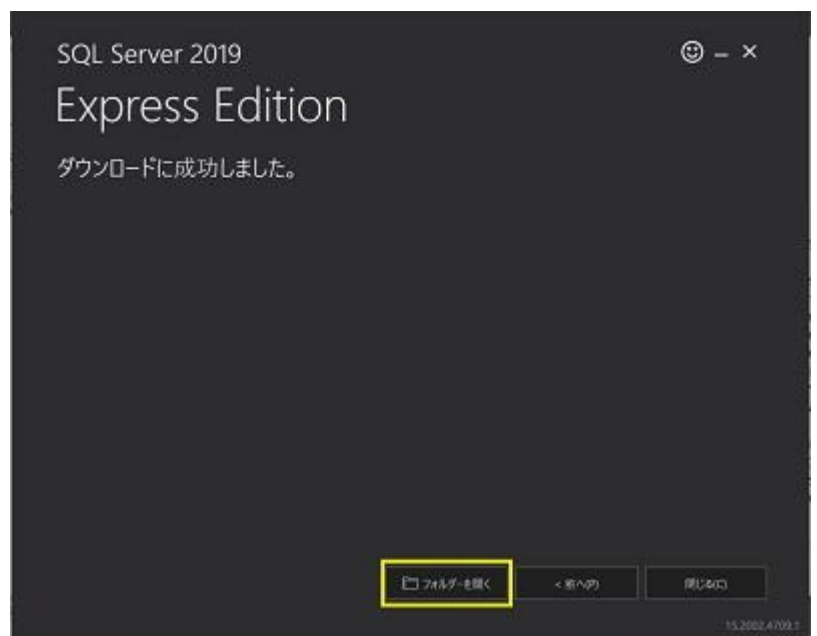 SQL Server 2019
Express Edition
ダウンロードに成功しました。
フォルダーを開く
< 前へ(P)
閉じる(C)
15.2002.4709.1